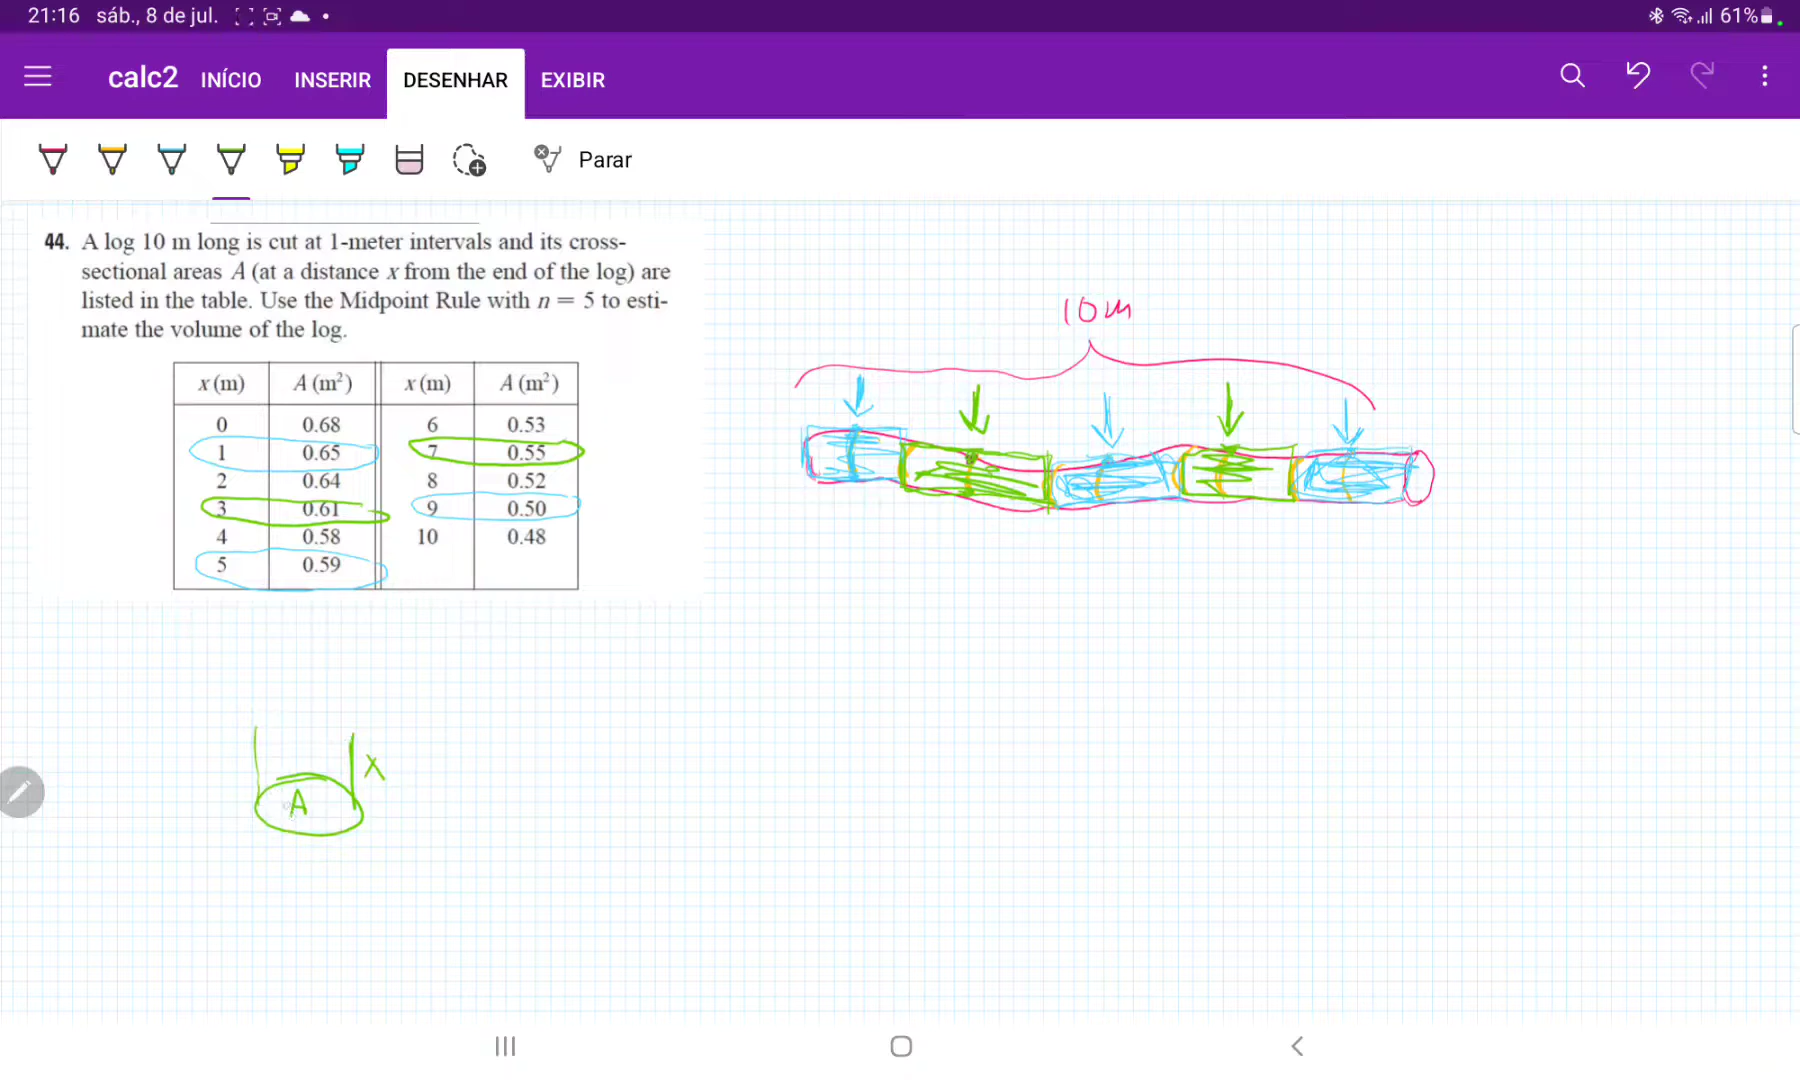 21:16 sáb., 8 de jul.
61%
calc2 INÍCIO INSERIR DESENHAR EXIBIR
Parar
44. A log 10 m long is cut at 1-meter intervals and its cross-
sectional areas A (at a distance x from the end of the log) are
listed in the table. Use the Midpoint Rule with n = 5 to esti-
mate the volume of the log.
x (m) A (m²) x (m) A (m²)
0 0.68 6 0.53
1 0.65 7 0.55
2 0.64 8 0.52
3 0.61 9 0.50
4 0.58 10 0.48
5 0.59
10 m
x
A